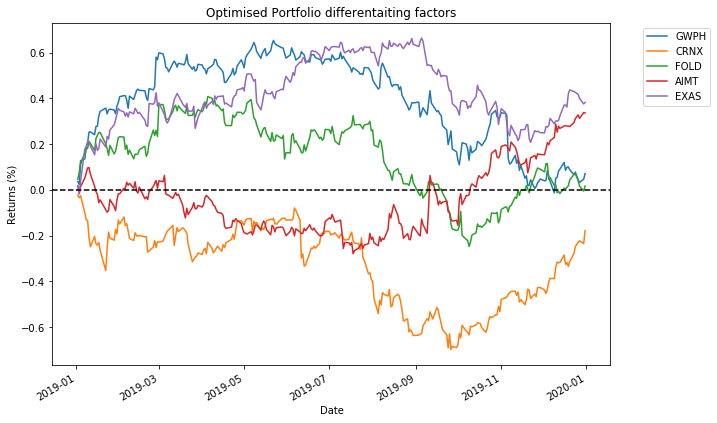 Optimised Portfolio differentaiting factors
GWPH
CRNX
FOLD
AIMT
EXAS
Returns (%)
0.6
0.4
0.2
0.0
−0.2
−0.4
−0.6
2019-01
2019-03
2019-05
2019-07
2019-09
2019-11
2020-01
Date